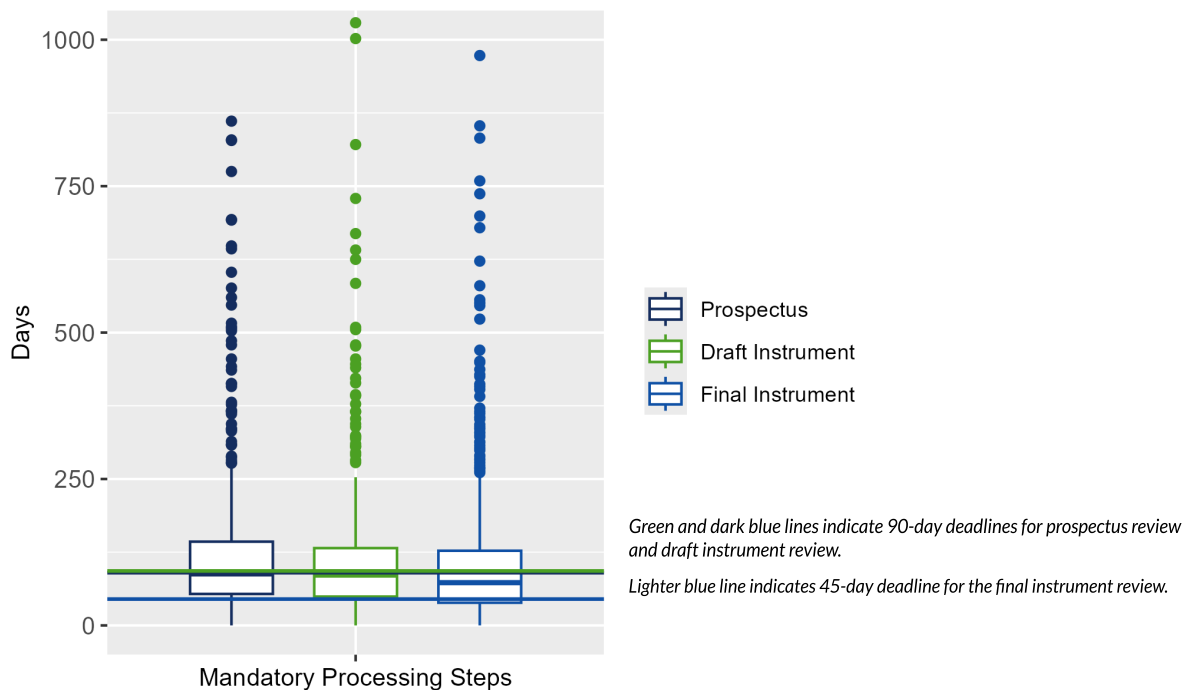 1000
750
500
250
0
Days
Mandatory Processing Steps
Prospectus
Draft Instrument
Final Instrument
Green and dark blue lines indicate 90-day deadlines for prospectus review
and draft instrument review.
Lighter blue line indicates 45-day deadline for the final instrument review.